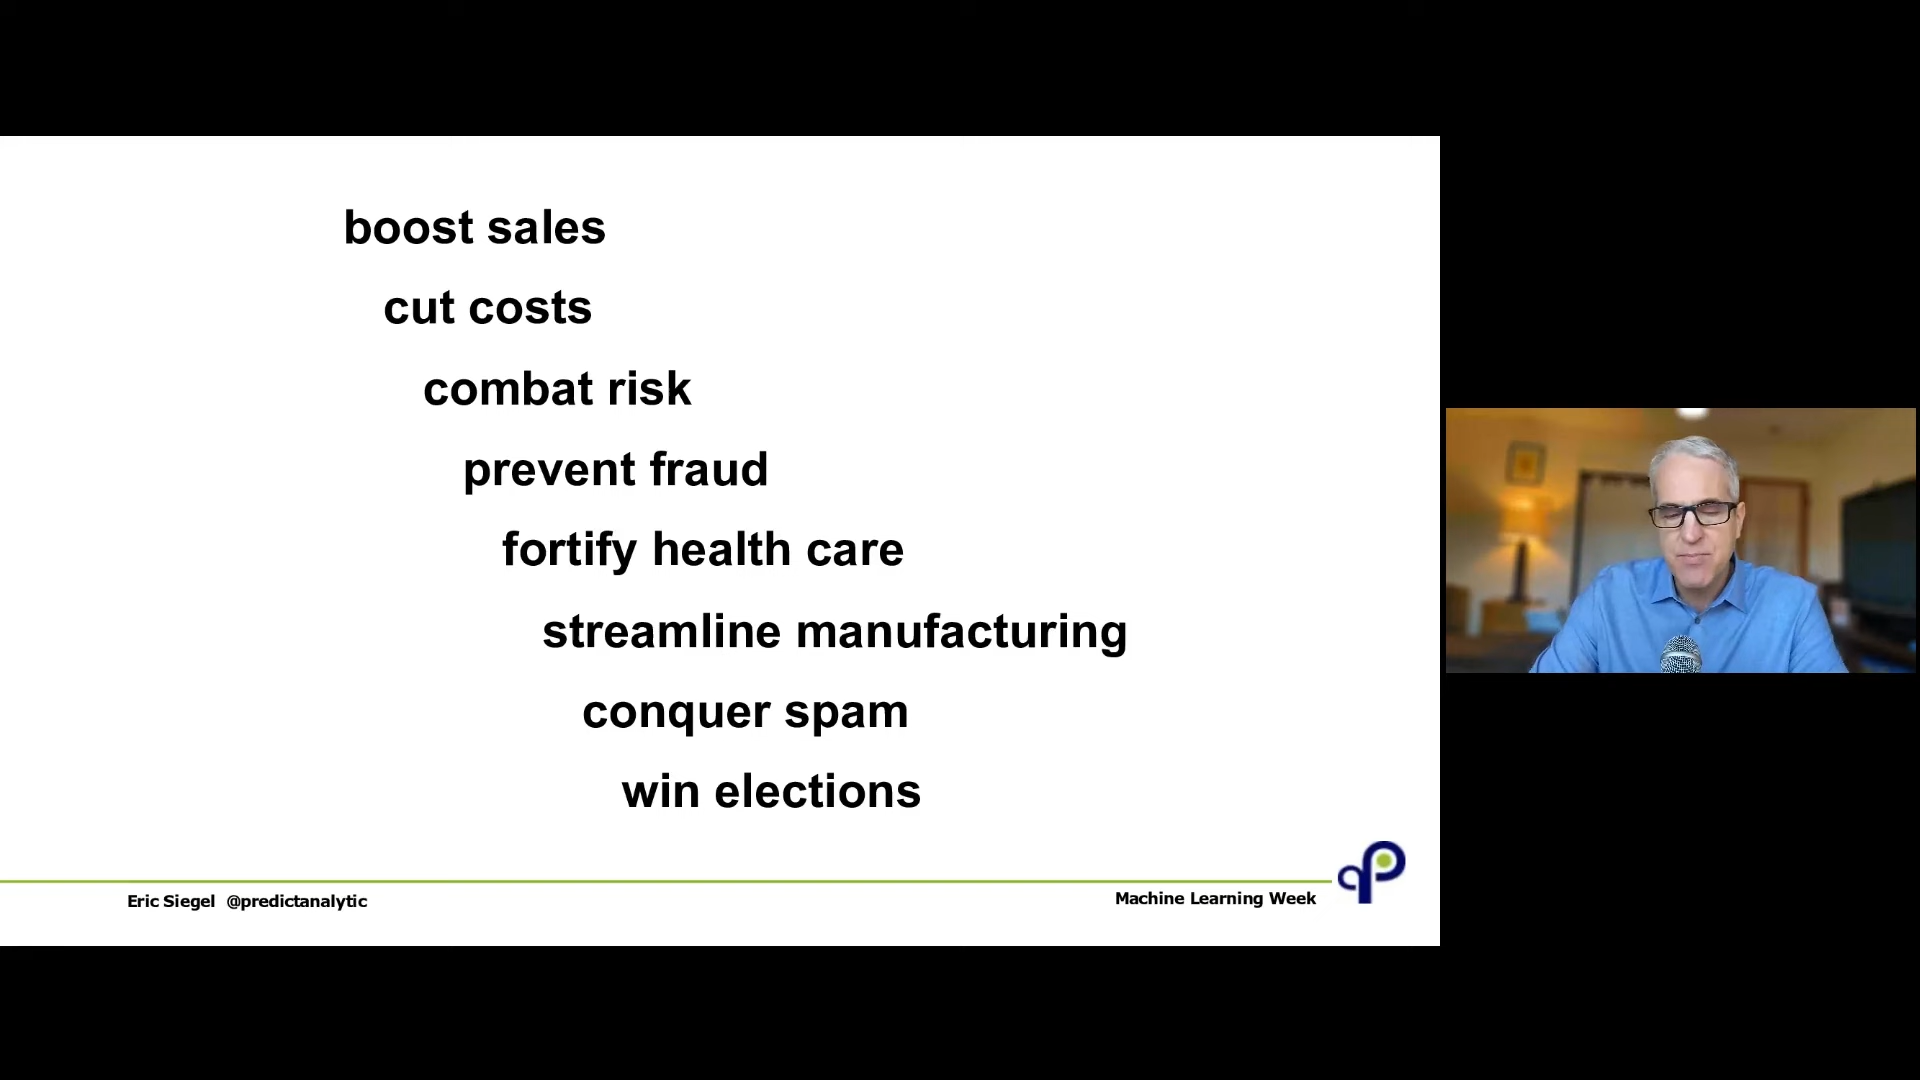 boost sales
cut costs
combat risk
prevent fraud
fortify health care
streamline manufacturing
conquer spam
win elections
Eric Siegel @predictanalytic
Machine Learning Week